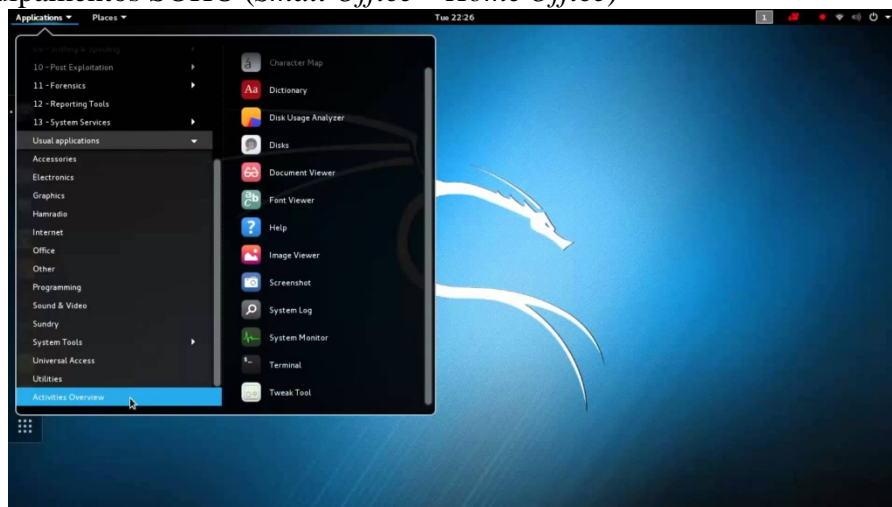 SOHO (Small Office – Home Office)
Applications Places Tue 22:26 1
10 - Post Exploitation
11 - Forensics
12 - Reporting Tools
13 - System Services
Usual applications
Accessories
Electronics
Graphics
Hamradio
Internet
Office
Other
Programming
Sound & Video
Sundry
System Tools
Universal Access
Utilities
Activities Overview
á Character Map
Aa Dictionary
Disk Usage Analyzer
Disks
Document Viewer
Font Viewer
? Help
Image Viewer
Screenshot
System Log
System Monitor
$_ Terminal
Tweak Tool